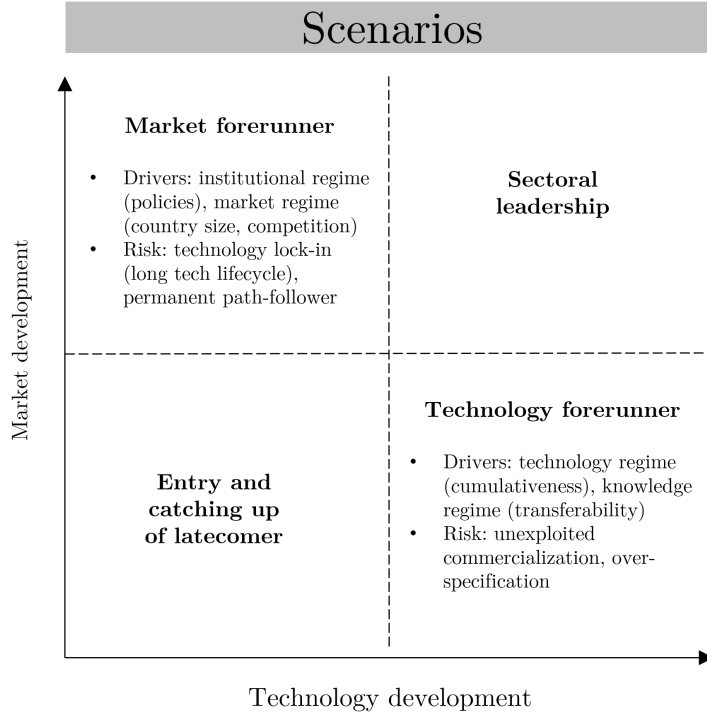 Scenarios
Market forerunner
• Drivers: institutional regime
(policies), market regime
(country size, competition)
• Risk: technology lock-in
(long tech lifecycle),
permanent path-follower
Sectoral
leadership
Market development
Entry and
catching up
of latecomer
Technology forerunner
• Drivers: technology regime
(cumulativeness), knowledge
regime (transferability)
• Risk: unexploited
commercialization, over-
specification
Technology development